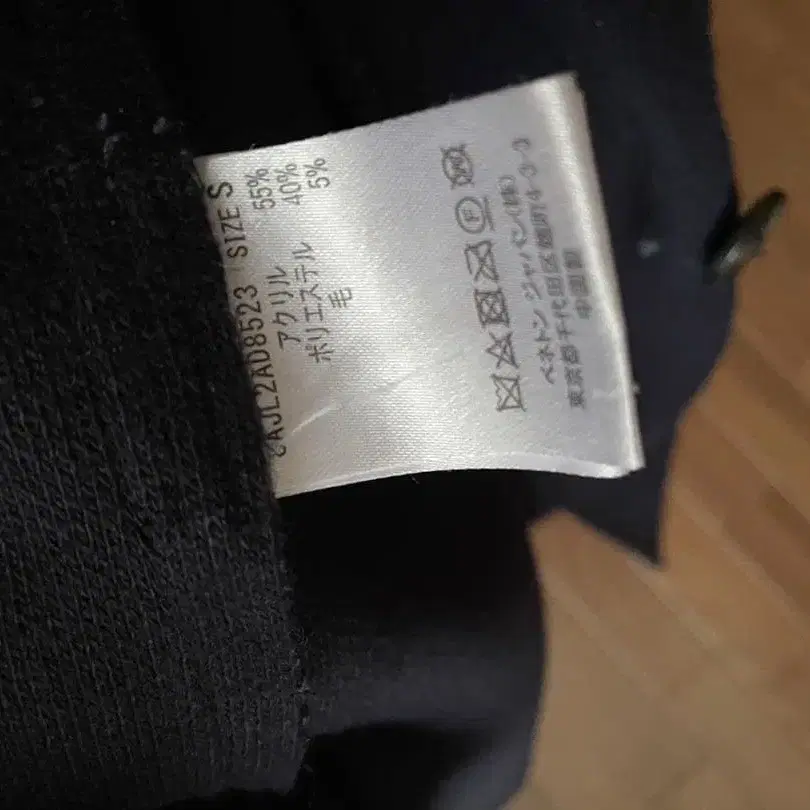 6AJL2AD8523 SIZE S
アクリル 55%
ポリエステル 40%
毛 5%
F
ベネトン ジャパン(株)
東京都千代田区麹町4-3-3
中国製